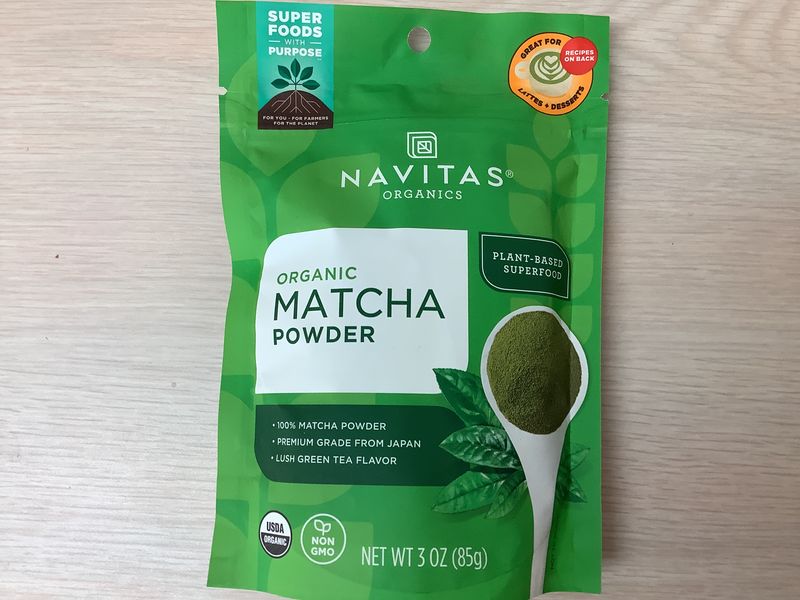 SUPER
FOODS
WITH
PURPOSE
FOR YOU • FOR FARMERS
FOR THE PLANET
GREAT FOR
RECIPES
ON BACK
LATTES + DESSERTS
NAVITAS®
ORGANICS
PLANT-BASED
SUPERFOOD
ORGANIC
MATCHA
POWDER
• 100% MATCHA POWDER
• PREMIUM GRADE FROM JAPAN
• LUSH GREEN TEA FLAVOR
USDA
ORGANIC
NON
GMO
NET WT 3 OZ (85g)